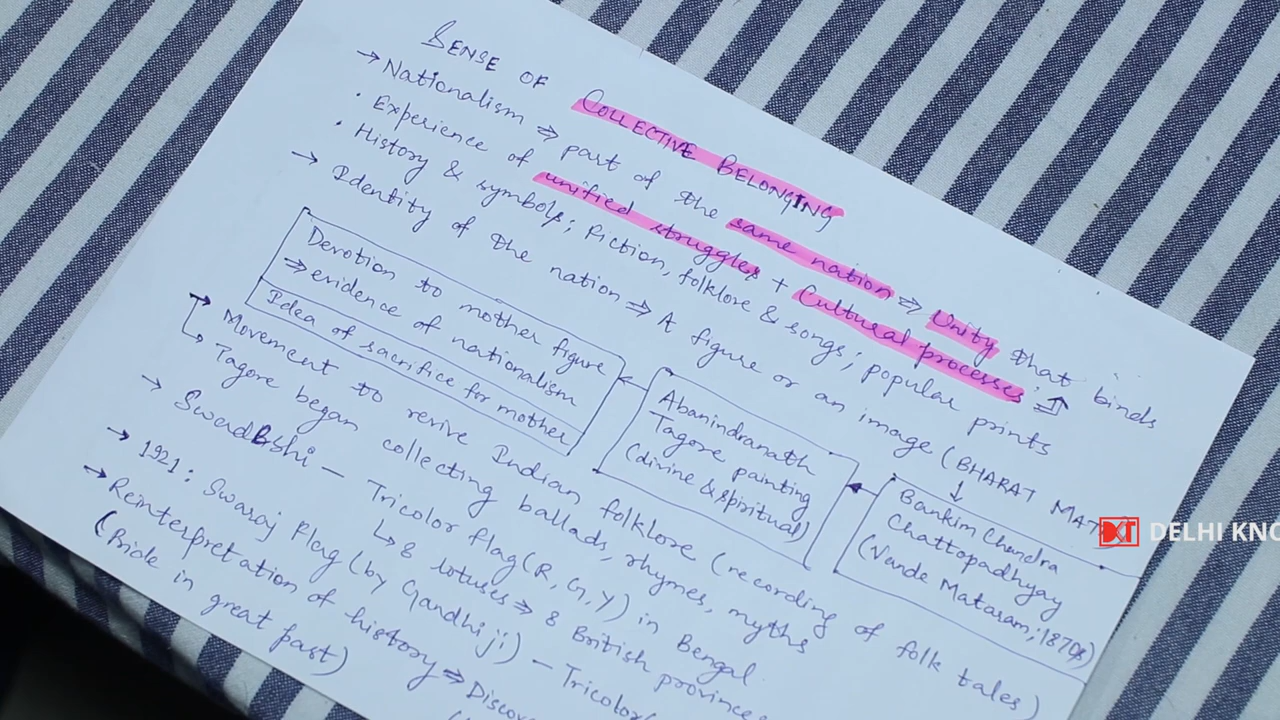 SENSE OF COLLECTIVE BELONGING
→ Nationalism ⇒ part of the same nation ⇒ Unity that binds
· Experience of unified struggles + Cultural processes
· History & symbols; fiction, folklore & songs; popular prints
→ Identity of the nation ⇒ A figure or an image (BHARAT MAT
Bankim Chandra
Chattopadhyay
(Vande Mataram; 1870s)
Abanindranath
Tagore painting
(divine & spiritual)
Devotion to mother figure
⇒ evidence of nationalism
Idea of sacrifice for mother
→ Movement to revive Indian folklore (recording of folk tales)
↳ Tagore began collecting ballads, rhymes, myths
→ Swadeshi – Tricolor flag (R, G, Y) in Bengal
↳ 8 lotuses ⇒ 8 British provinces
→ 1921: Swaraj Flag (by Gandhiji) – Tricolor
→ Reinterpretation of history ⇒ Discov
(Pride in great past)
DKT DELHI KNO